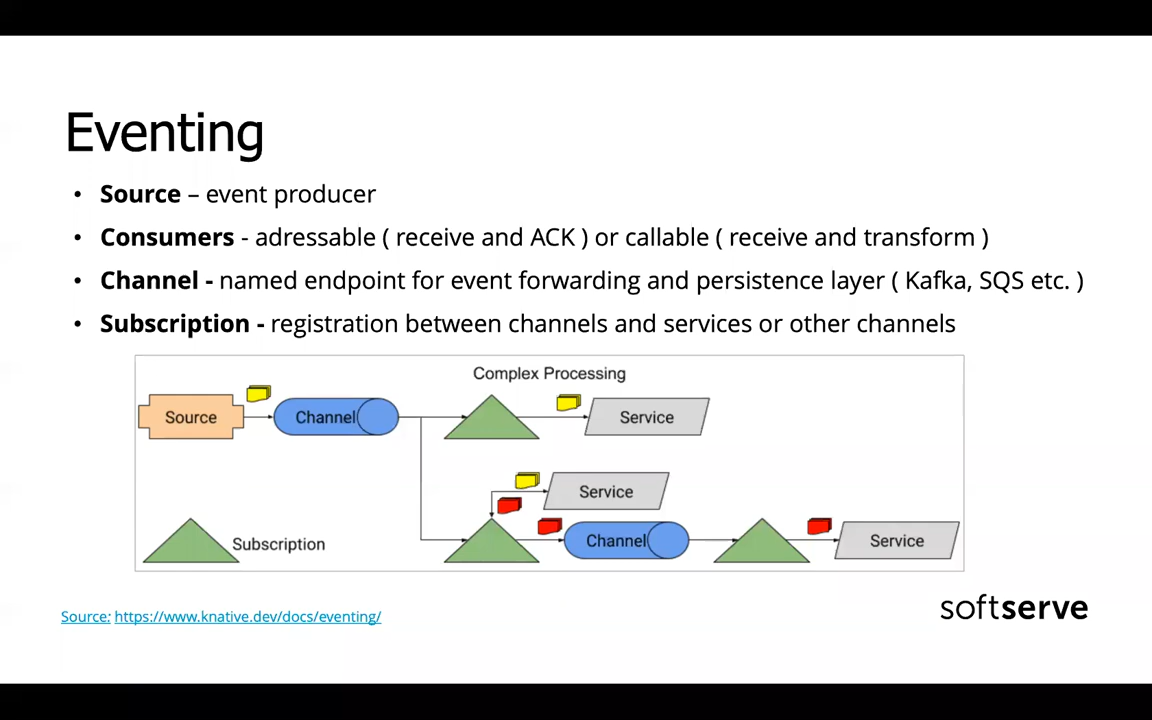 Eventing
• Source – event producer
• Consumers - adressable ( receive and ACK ) or callable ( receive and transform )
• Channel - named endpoint for event forwarding and persistence layer ( Kafka, SQS etc. )
• Subscription - registration between channels and services or other channels
Complex Processing
Source
Channel
Service
Service
Subscription
Channel
Service
Source: https://www.knative.dev/docs/eventing/
softserve